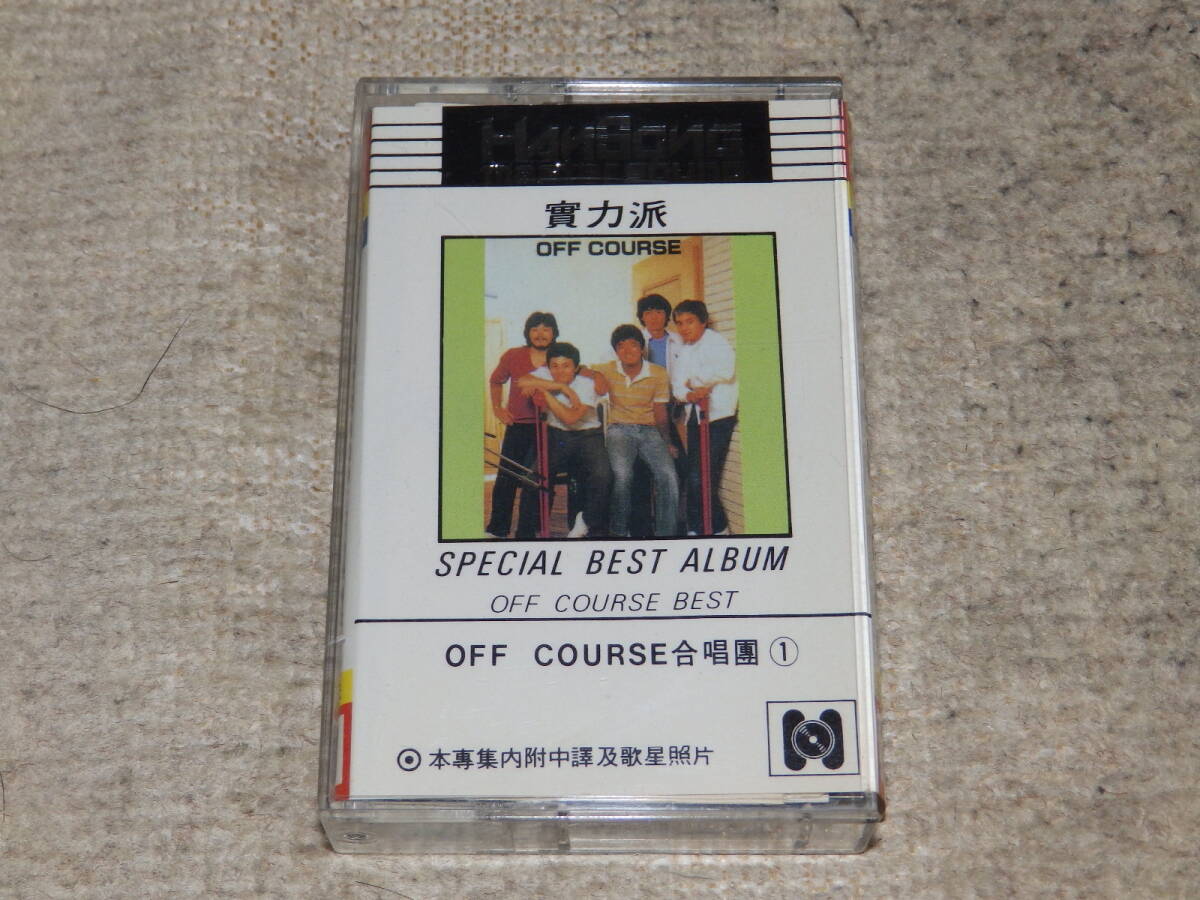 HanBong
實力派
OFF COURSE
SPECIAL BEST ALBUM
OFF COURSE BEST
OFF COURSE合唱團①
⊙本專集內附中譯及歌星照片